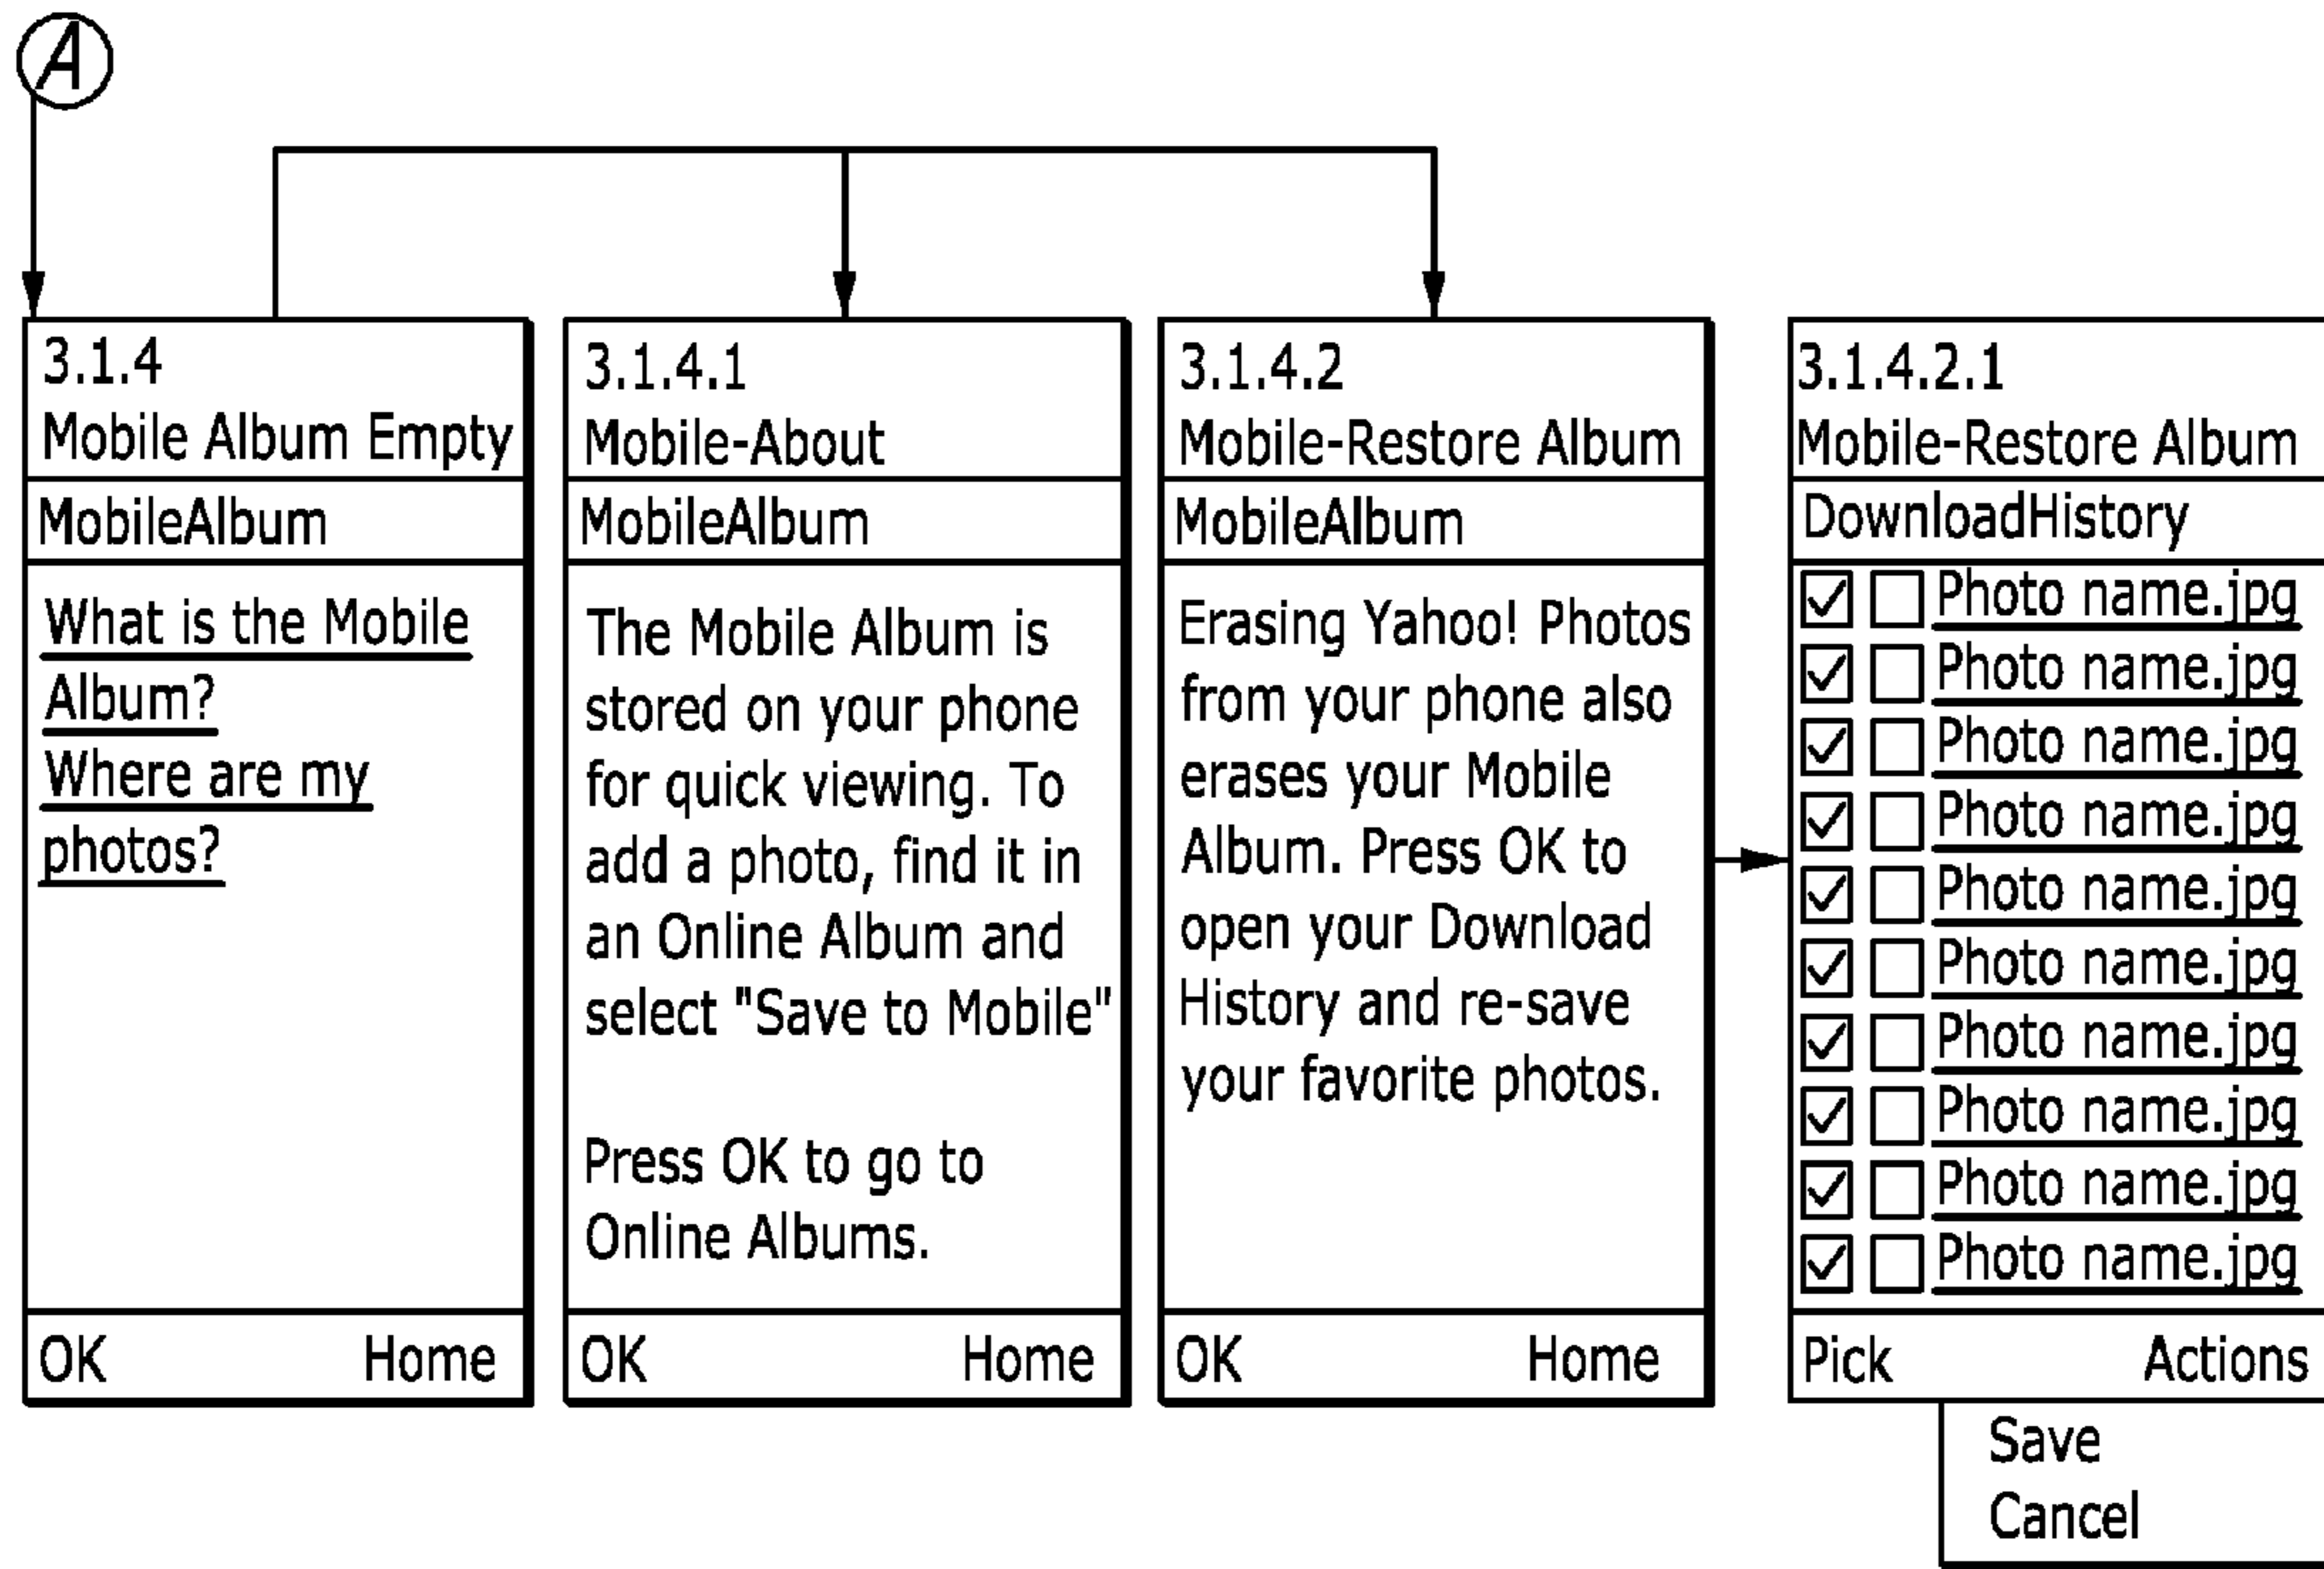 A
3.1.4
Mobile Album Empty
MobileAlbum
What is the Mobile
Album?
Where are my
photos?
OK Home
3.1.4.1
Mobile-About
MobileAlbum
The Mobile Album is
stored on your phone
for quick viewing. To
add a photo, find it in
an Online Album and
select "Save to Mobile"
Press OK to go to
Online Albums.
OK Home
3.1.4.2
Mobile-Restore Album
MobileAlbum
Erasing Yahoo! Photos
from your phone also
erases your Mobile
Album. Press OK to
open your Download
History and re-save
your favorite photos.
OK Home
3.1.4.2.1
Mobile-Restore Album
DownloadHistory
Photo name.jpg
Photo name.jpg
Photo name.jpg
Photo name.jpg
Photo name.jpg
Photo name.jpg
Photo name.jpg
Photo name.jpg
Photo name.jpg
Photo name.jpg
Pick Actions
Save
Cancel